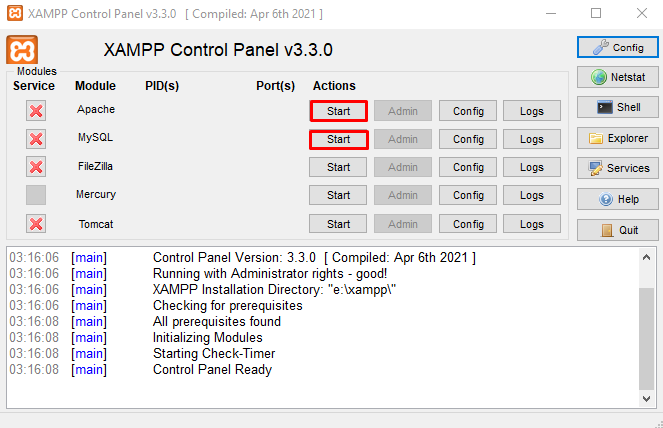 XAMPP Control Panel v3.3.0 [ Compiled: Apr 6th 2021 ]
XAMPP Control Panel v3.3.0
Config
Modules
Service Module PID(s) Port(s) Actions
Netstat
Apache Start Admin Config Logs
Shell
MySQL Start Admin Config Logs
Explorer
FileZilla Start Admin Config Logs
Services
Mercury Start Admin Config Logs
Help
Tomcat Start Admin Config Logs
Quit
03:16:06 [main] Control Panel Version: 3.3.0 [ Compiled: Apr 6th 2021 ]
03:16:06 [main] Running with Administrator rights - good!
03:16:06 [main] XAMPP Installation Directory: "e:\xampp\"
03:16:06 [main] Checking for prerequisites
03:16:08 [main] All prerequisites found
03:16:08 [main] Initializing Modules
03:16:08 [main] Starting Check-Timer
03:16:08 [main] Control Panel Ready